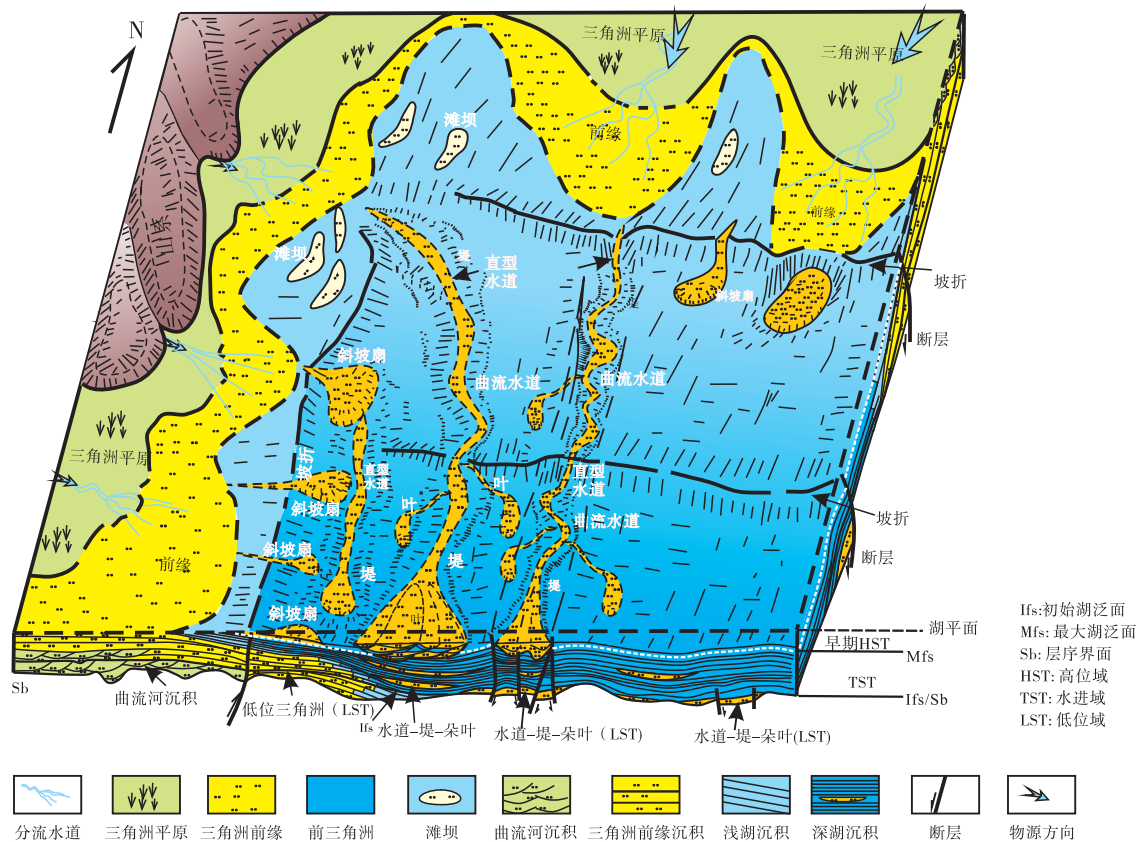 N
三角洲平原
三角洲平原
滩坝
前缘
前缘
山壕
滩坝
堤
直型
水道
斜坡扇
坡折
断层
斜坡扇
曲流水道
曲流水道
三角洲平原
坡折
直型
水道
叶
叶
直型
水道
斜坡扇
曲流水道
坡折
前缘
斜坡扇
堤
堤
堤
断层
斜坡扇
叶
Ifs:初始湖泛面
Mfs:最大湖泛面
Sb:层序界面
HST:高位域
TST:水进域
LST:低位域
湖平面
早期HST
Mfs
TST
Ifs/Sb
Sb
曲流河沉积
低位三角洲(LST)
Ifs
水道–堤–朵叶
水道–堤–朵叶(LST)
水道–堤–朵叶(LST)
分流水道
三角洲平原
三角洲前缘
前三角洲
滩坝
曲流河沉积
三角洲前缘沉积
浅湖沉积
深湖沉积
断层
物源方向